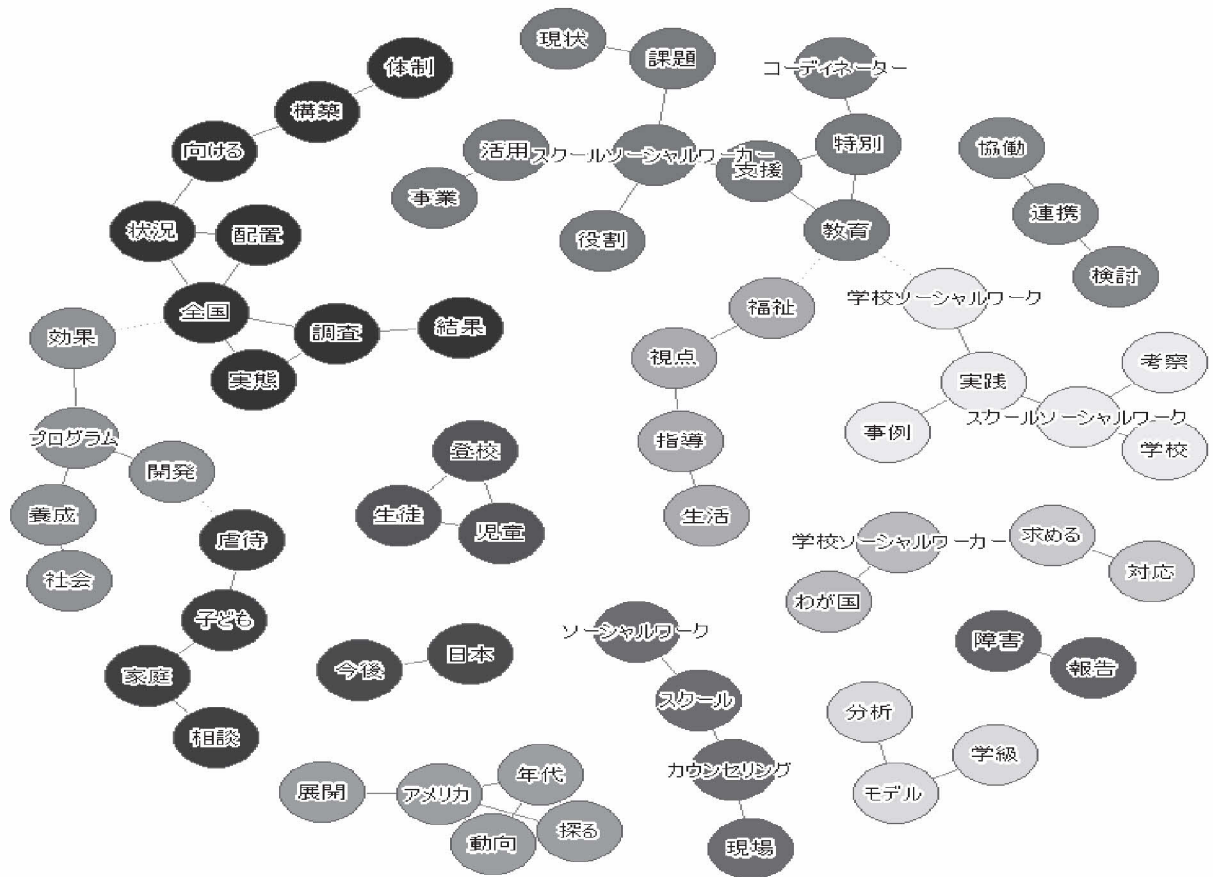 現状
課題
コーディネーター
体制
構築
向ける
活用
スクールソーシャルワーカー
支援
特別
協働
事業
連携
状況
配置
役割
教育
検討
全国
福祉
学校ソーシャルワーク
効果
調査
結果
視点
考察
実態
実践
プログラム
開発
登校
指導
事例
スクールソーシャルワーク
学校
養成
生徒
児童
生活
虐待
学校ソーシャルワーカー
求める
社会
対応
子ども
わが国
ソーシャルワーク
障害
家庭
今後
日本
報告
相談
スクール
分析
展開
アメリカ
年代
カウンセリング
学級
モデル
動向
探る
現場